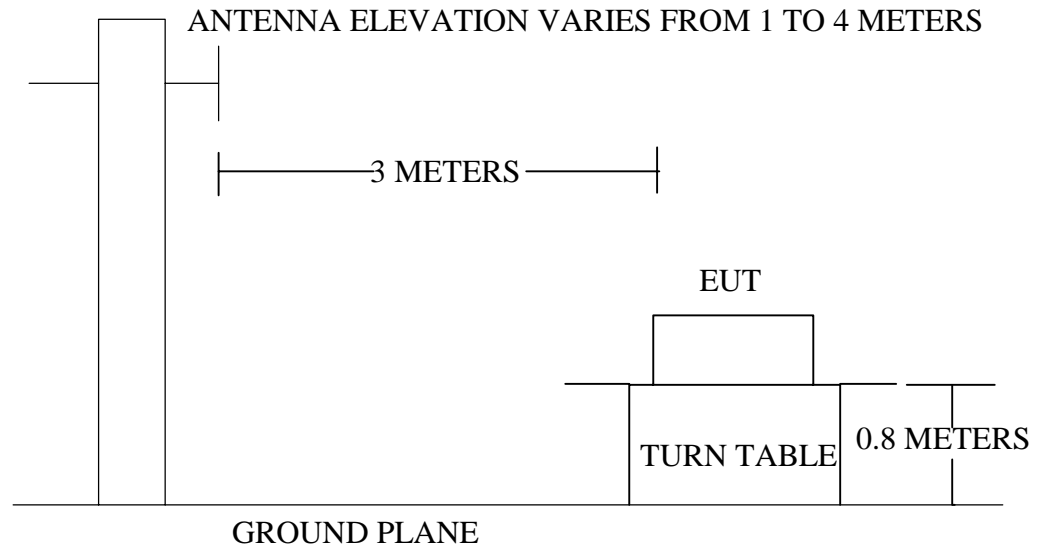 ANTENNA ELEVATION VARIES FROM 1 TO 4 METERS
3 METERS
EUT
0.8 METERS
TURN TABLE
GROUND PLANE